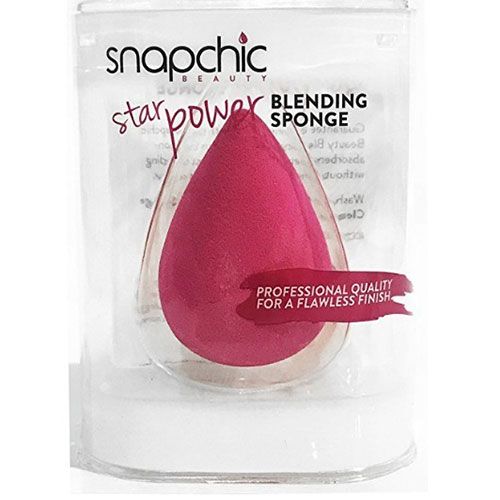 snapchic
BEAUTY
star power BLENDING
SPONGE
PROFESSIONAL QUALITY
FOR A FLAWLESS FINISH